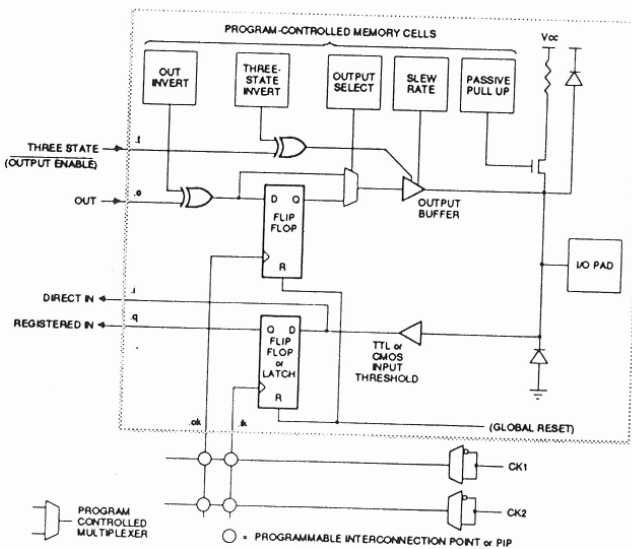 PROGRAM-CONTROLLED MEMORY CELLS
Vcc
OUT
INVERT
THREE-
STATE
INVERT
OUTPUT
SELECT
SLEW
RATE
PASSIVE
PULL UP
THREE STATE
(OUTPUT ENABLE)
.t
OUT
.o
D Q
FLIP
FLOP
R
OUTPUT
BUFFER
I/O PAD
DIRECT IN
.i
REGISTERED IN
.q
Q D
FLIP
FLOP
or
LATCH
R
TTL or
CMOS
INPUT
THRESHOLD
.ok
.ik
(GLOBAL RESET)
CK1
CK2
PROGRAM
CONTROLLED
MULTIPLEXER
= PROGRAMMABLE INTERCONNECTION POINT or PIP